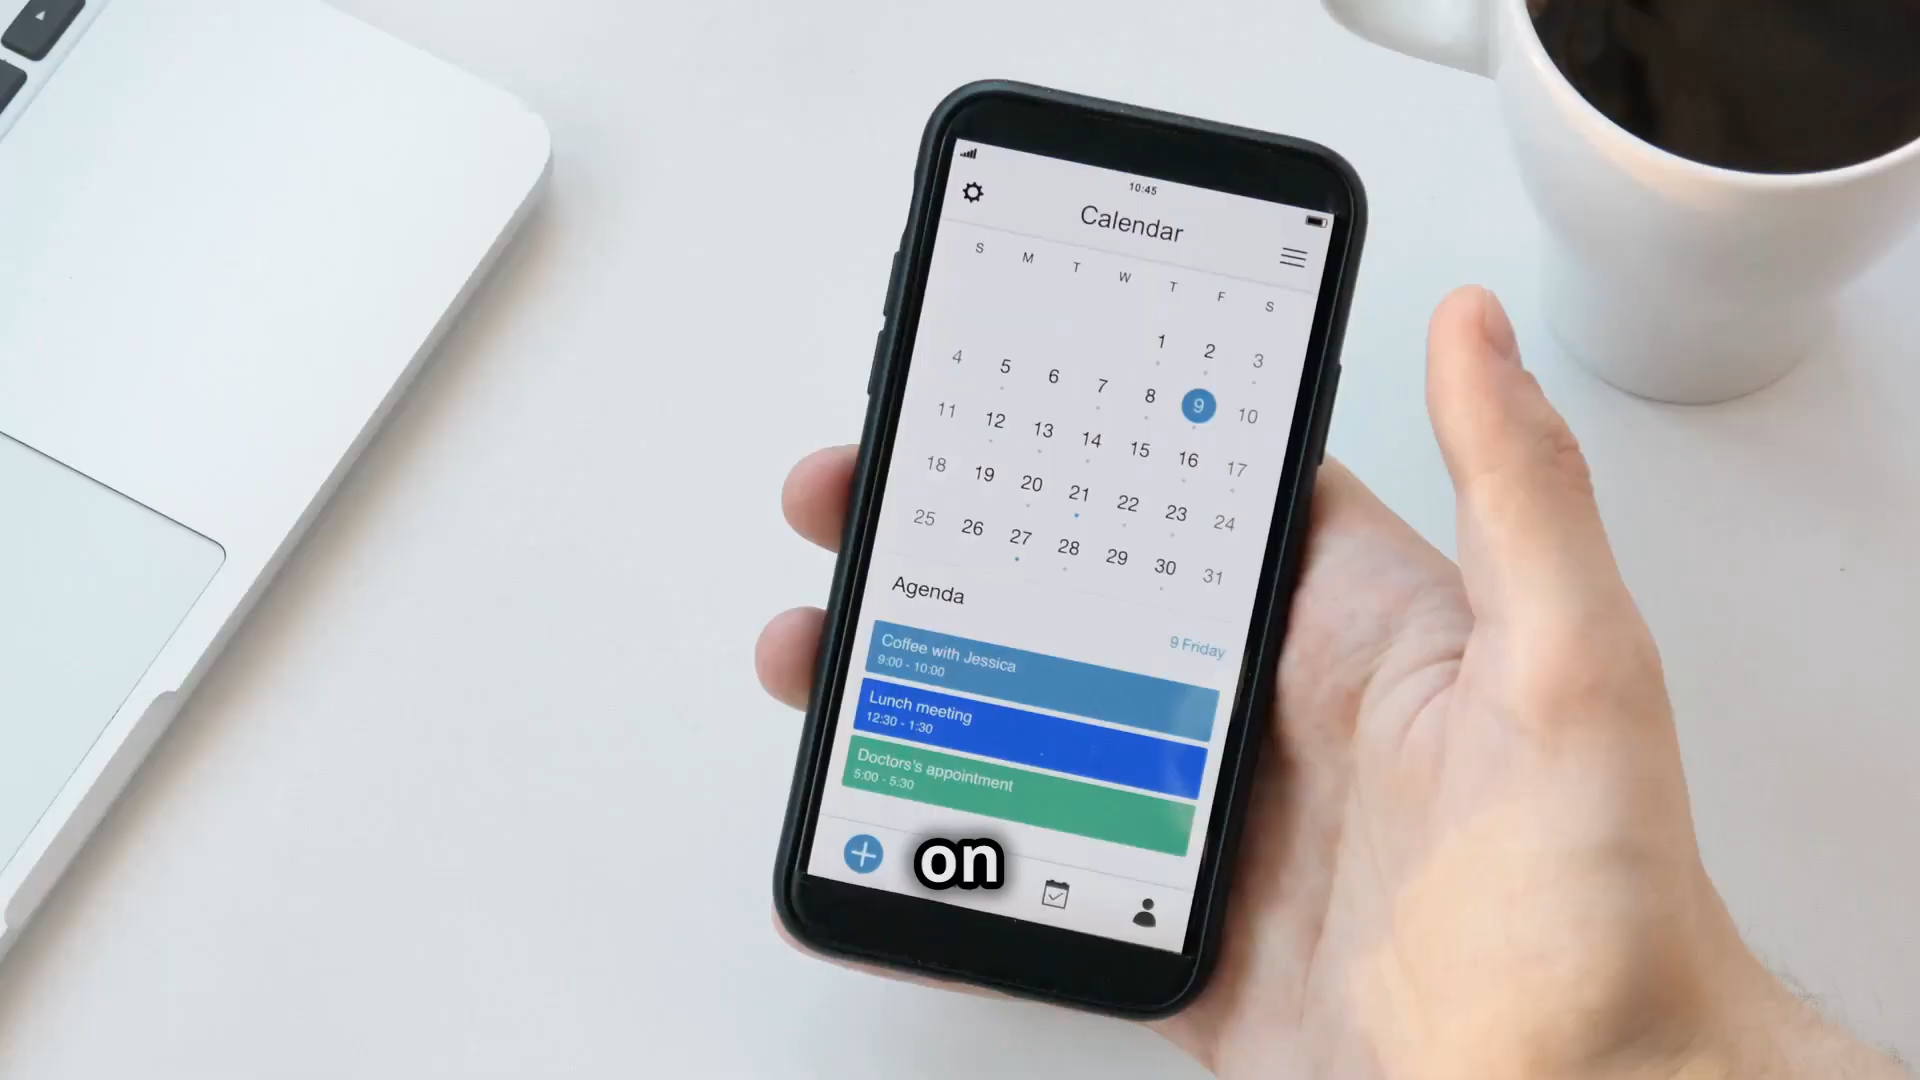 10:45
Calendar
S M T W T F S
1 2 3
4 5 6 7 8 9 10
11 12 13 14 15 16 17
18 19 20 21 22 23 24
25 26 27 28 29 30 31
Agenda
9 Friday
Coffee with Jessica
9:00 - 10:00
Lunch meeting
12:30 - 1:30
Doctors's appointment
5:00 - 5:30
on